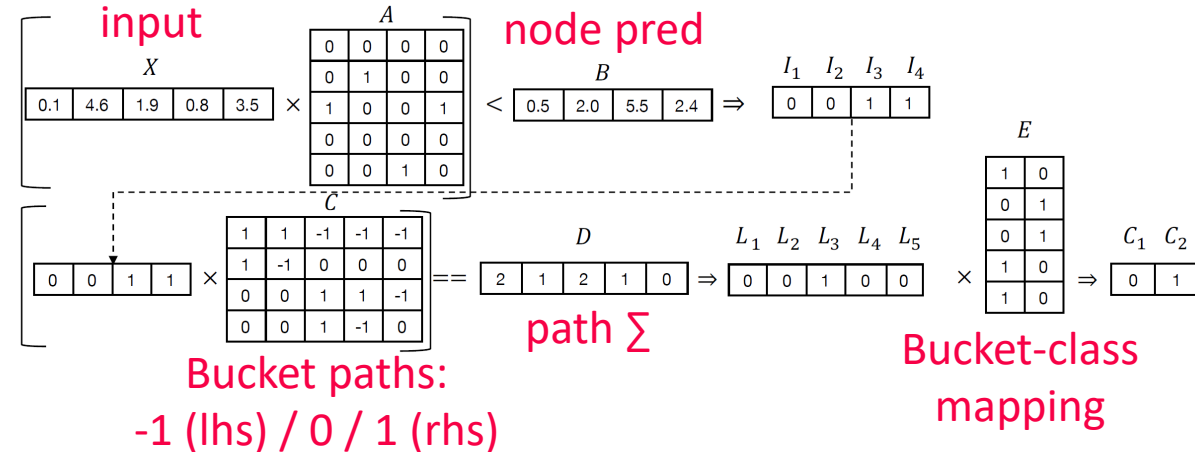 input
node pred
X
A
B
I1 I2 I3 I4
0 0 0 0
0 1 0 0
1 0 0 1
0 0 0 0
0 0 1 0
0.1 4.6 1.9 0.8 3.5 × < 0.5 2.0 5.5 2.4 ⇒ 0 0 1 1
C
D
L1 L2 L3 L4 L5
E
C1 C2
1 1 -1 -1 -1
1 -1 0 0 0
0 0 1 1 -1
0 0 1 -1 0
0 0 1 1 × == 2 1 2 1 0 ⇒ 0 0 1 0 0 × ⇒ 0 1
1 0
0 1
0 1
1 0
1 0
path ∑
Bucket paths:
-1 (lhs) / 0 / 1 (rhs)
Bucket-class
mapping